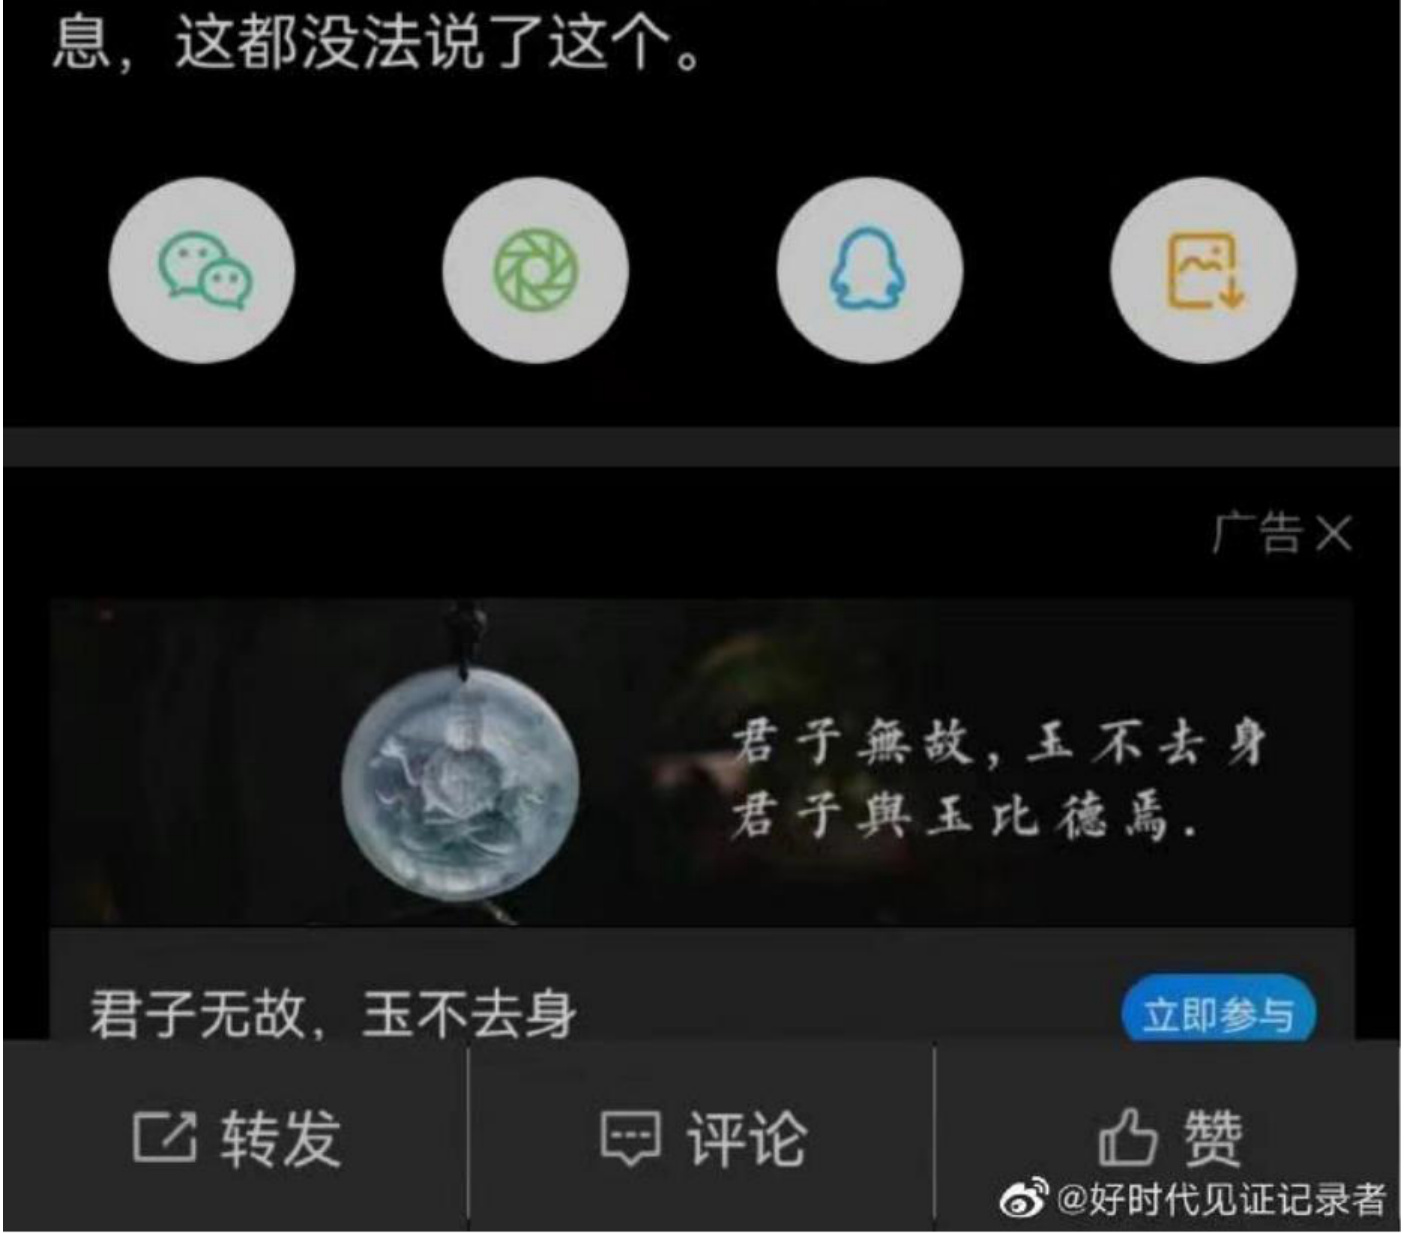 息，这都没法说了这个。
广告×
君子無故,玉不去身
君子與玉比德焉.
君子无故，玉不去身
立即参与
转发
评论
赞
@好时代见证记录者